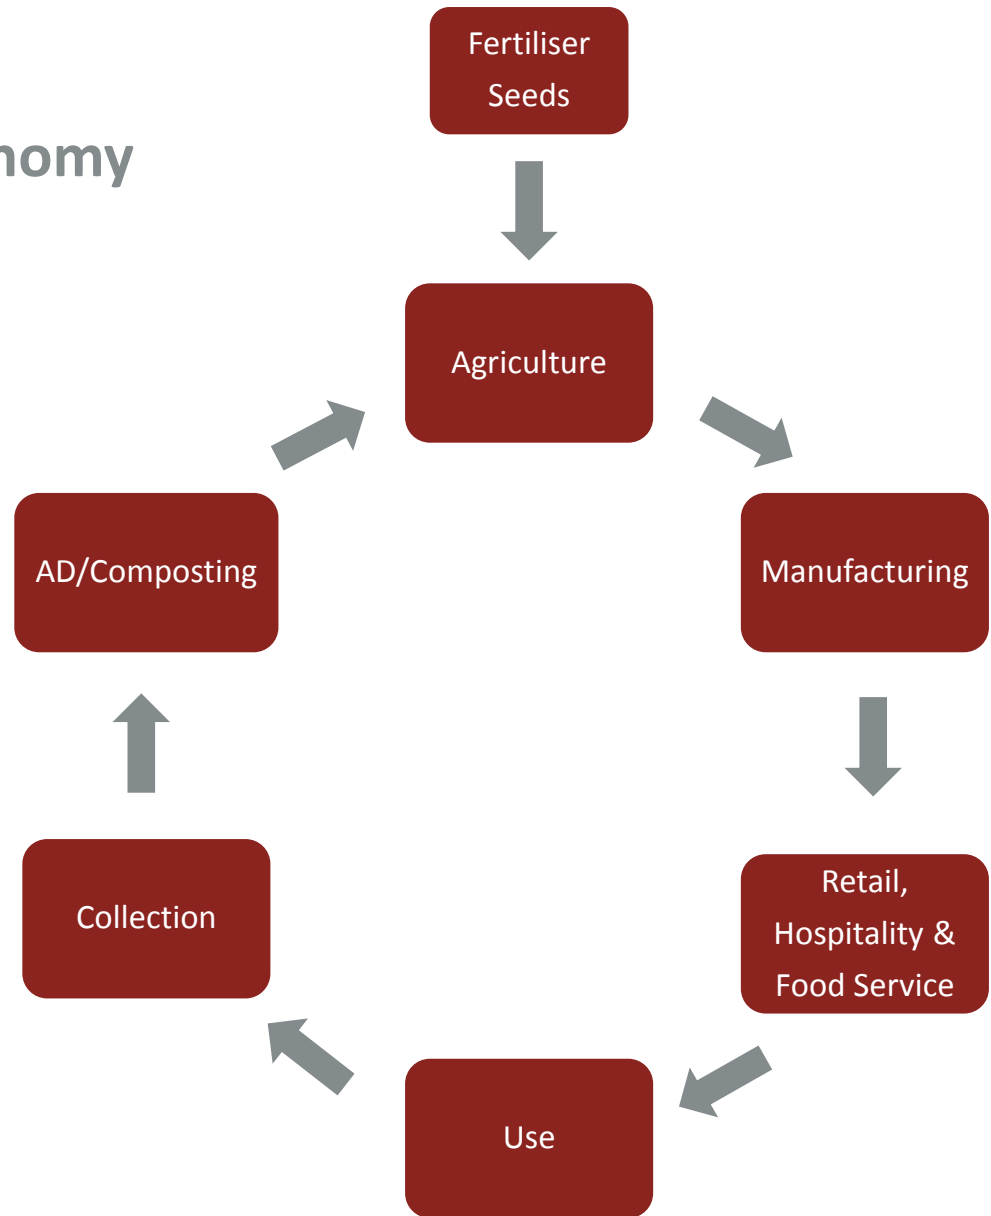 Fertiliser
Seeds
nomy
Agriculture
AD/Composting
Manufacturing
Collection
Retail,
Hospitality &
Food Service
Use